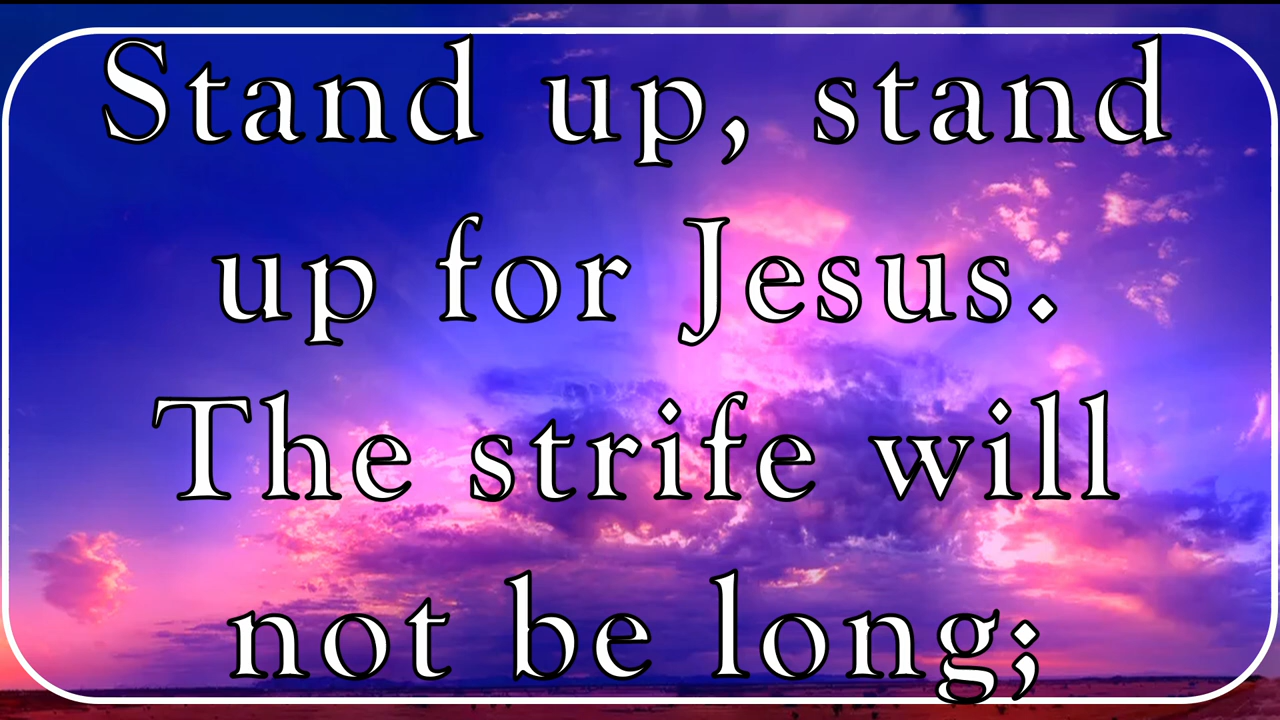 Stand up, stand
up for Jesus.
The strife will
not be long;